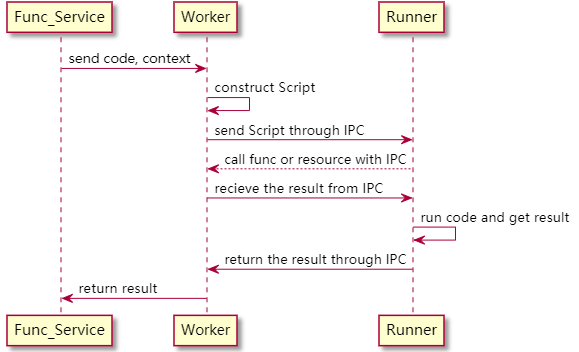 Func_Service
Worker
Runner
send code, context
construct Script
send Script through IPC
call func or resource with IPC
recieve the result from IPC
run code and get result
return the result through IPC
return result
Func_Service
Worker
Runner